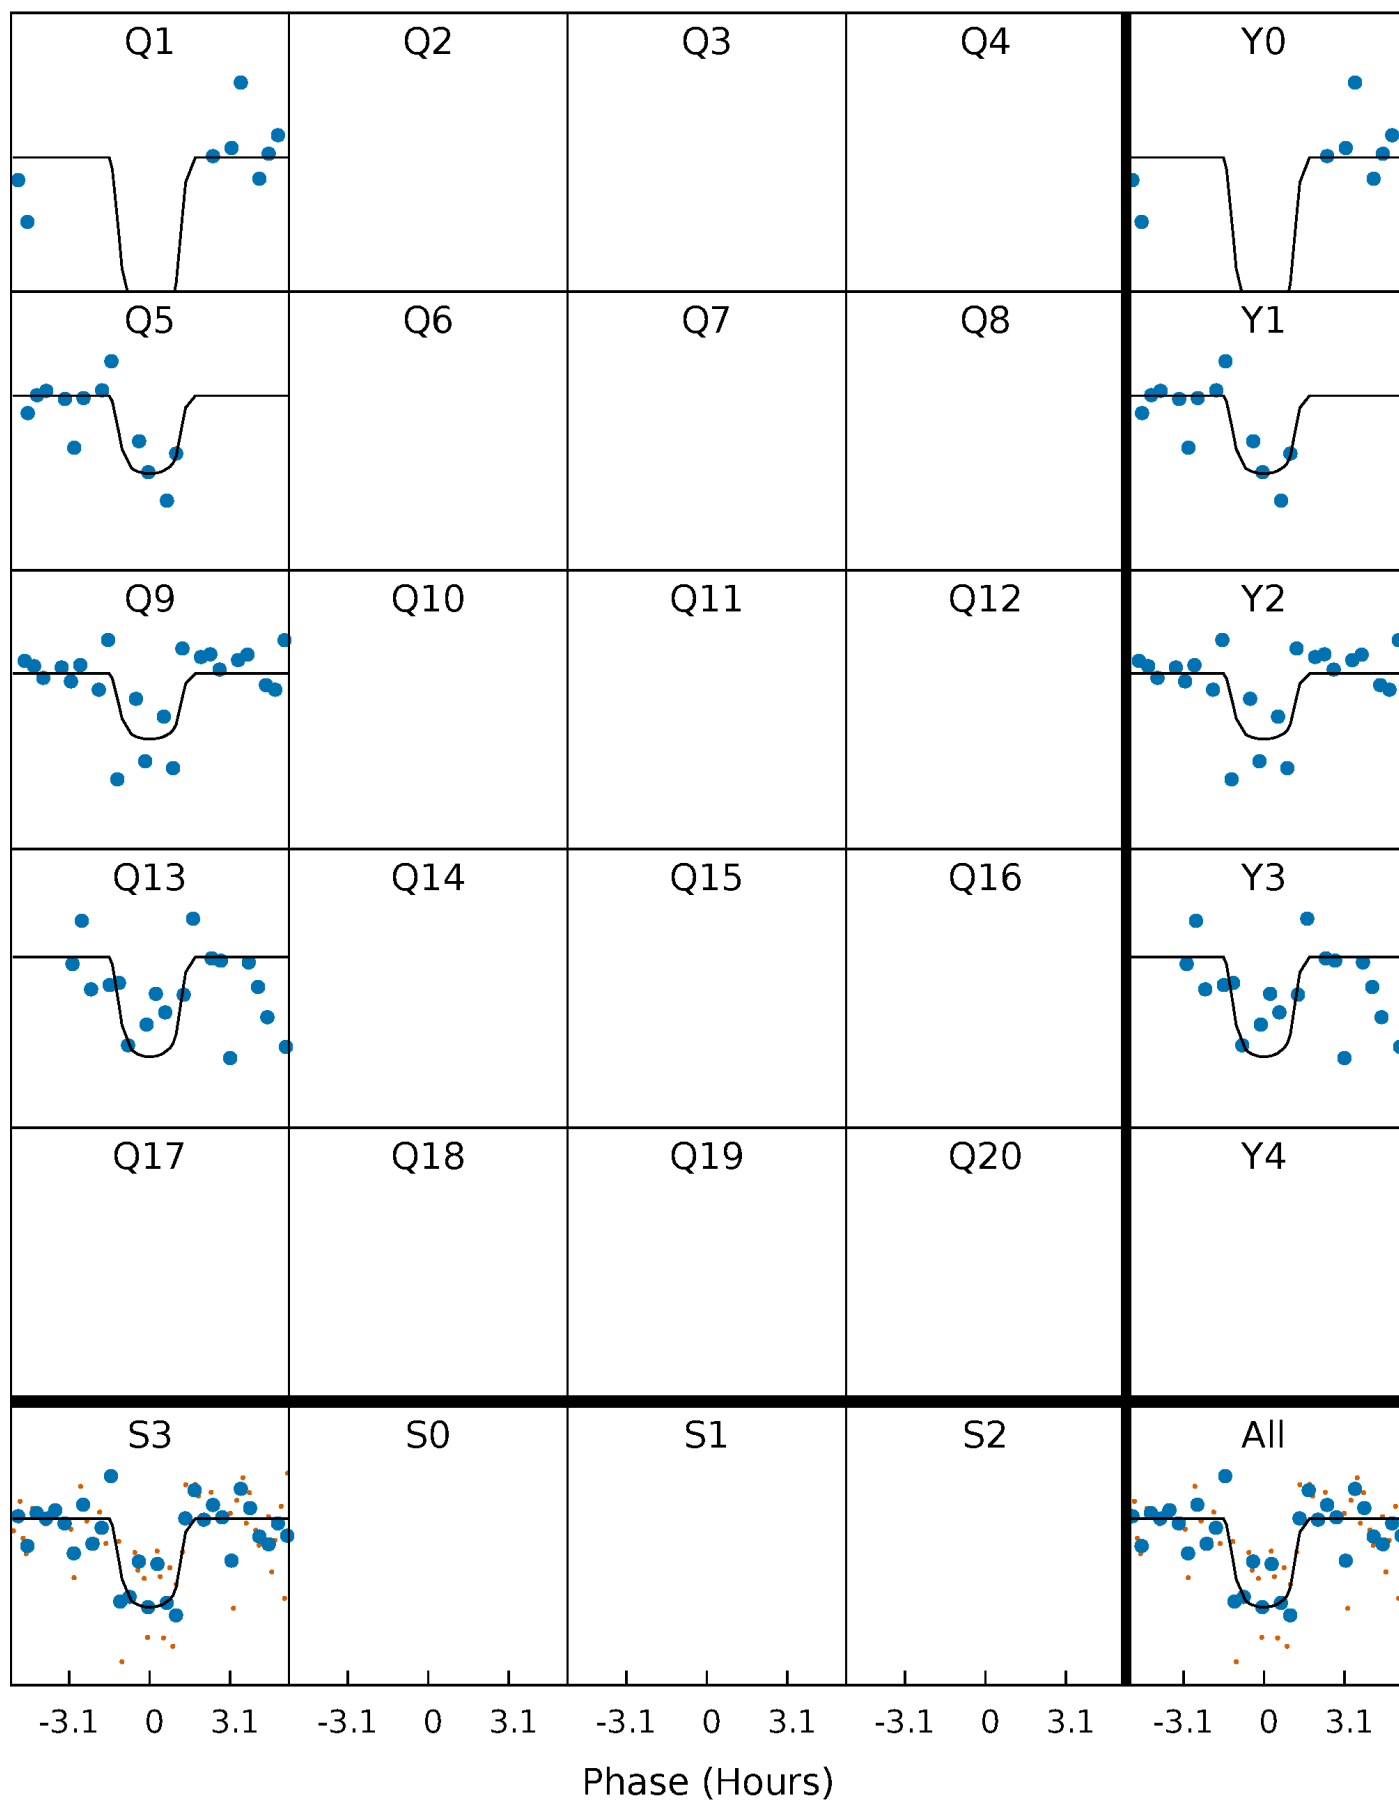 Q1 Q2 Q3 Q4 Y0
Q5 Q6 Q7 Q8 Y1
Q9 Q10 Q11 Q12 Y2
Q13 Q14 Q15 Q16 Y3
Q17 Q18 Q19 Q20 Y4
S3 S0 S1 S2 All
-3.1 0 3.1 -3.1 0 3.1 -3.1 0 3.1 -3.1 0 3.1 -3.1 0 3.1
Phase (Hours)